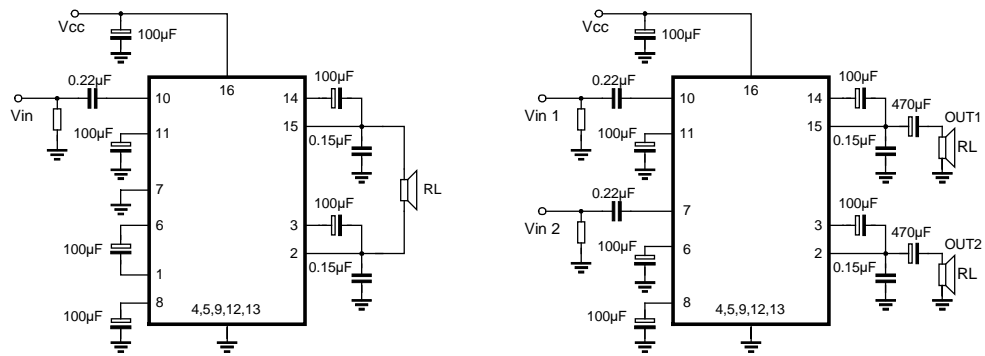 Vcc
100µF
0.22µF
Vin
10
16
14
100µF
11
100µF
15
0.15µF
7
RL
6
100µF
3
100µF
1
2
0.15µF
8
100µF
4,5,9,12,13
Vcc
100µF
0.22µF
Vin 1
10
16
14
100µF
11
100µF
15
470µF
OUT1
0.15µF
RL
0.22µF
Vin 2
7
6
100µF
3
100µF
2
470µF
OUT2
0.15µF
RL
8
100µF
4,5,9,12,13